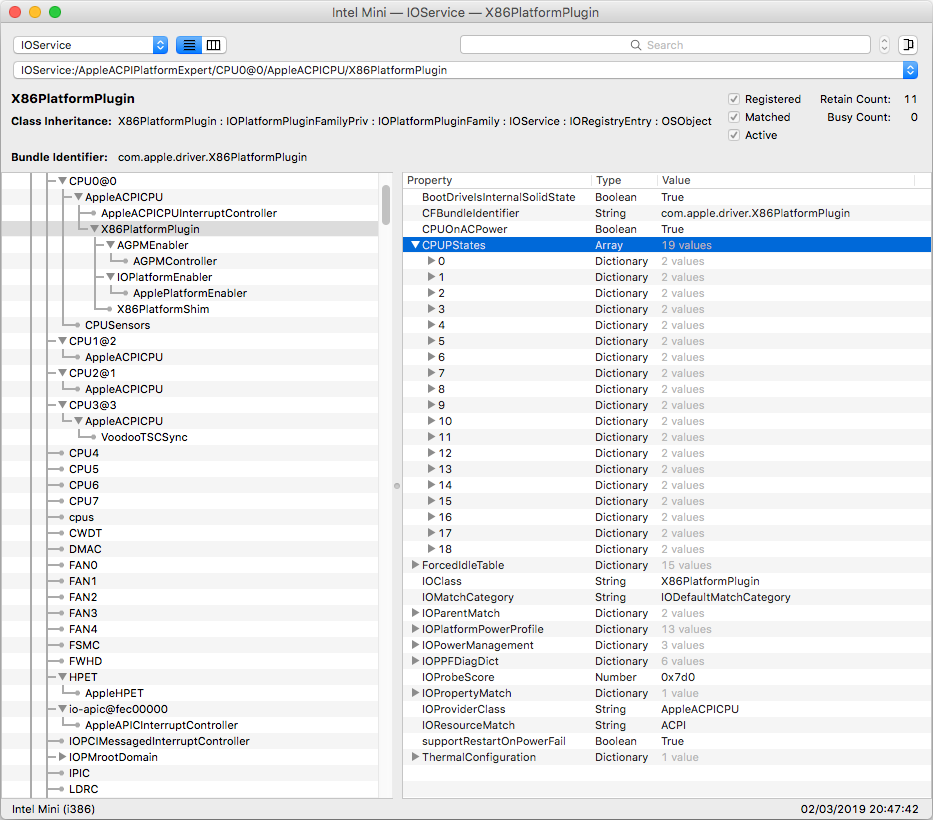 Intel Mini — IOService — X86PlatformPlugin
IOService
Search
IOService:/AppleACPIPlatformExpert/CPU0@0/AppleACPICPU/X86PlatformPlugin
X86PlatformPlugin
Class Inheritance: X86PlatformPlugin : IOPlatformPluginFamilyPriv : IOPlatformPluginFamily : IOService : IORegistryEntry : OSObject
Bundle Identifier: com.apple.driver.X86PlatformPlugin
Registered Retain Count: 11
Matched Busy Count: 0
Active
CPU0@0
AppleACPICPU
AppleACPICPUInterruptController
X86PlatformPlugin
AGPMEnabler
AGPMController
IOPlatformEnabler
ApplePlatformEnabler
X86PlatformShim
CPUSensors
CPU1@2
AppleACPICPU
CPU2@1
AppleACPICPU
CPU3@3
AppleACPICPU
VoodooTSCSync
CPU4
CPU5
CPU6
CPU7
cpus
CWDT
DMAC
FAN0
FAN1
FAN2
FAN3
FAN4
FSMC
FWHD
HPET
AppleHPET
io-apic@fec00000
AppleAPICInterruptController
IOPCIMessagedInterruptController
IOPMrootDomain
IPIC
LDRC
Property Type Value
BootDriveIsInternalSolidState Boolean True
CFBundleIdentifier String com.apple.driver.X86PlatformPlugin
CPUOnACPower Boolean True
CPUPStates Array 19 values
0 Dictionary 2 values
1 Dictionary 2 values
2 Dictionary 2 values
3 Dictionary 2 values
4 Dictionary 2 values
5 Dictionary 2 values
6 Dictionary 2 values
7 Dictionary 2 values
8 Dictionary 2 values
9 Dictionary 2 values
10 Dictionary 2 values
11 Dictionary 2 values
12 Dictionary 2 values
13 Dictionary 2 values
14 Dictionary 2 values
15 Dictionary 2 values
16 Dictionary 2 values
17 Dictionary 2 values
18 Dictionary 2 values
ForcedIdleTable Dictionary 15 values
IOClass String X86PlatformPlugin
IOMatchCategory String IODefaultMatchCategory
IOParentMatch Dictionary 2 values
IOPlatformPowerProfile Dictionary 13 values
IOPowerManagement Dictionary 3 values
IOPPFDiagDict Dictionary 6 values
IOProbeScore Number 0x7d0
IOPropertyMatch Dictionary 1 value
IOProviderClass String AppleACPICPU
IOResourceMatch String ACPI
supportRestartOnPowerFail Boolean True
ThermalConfiguration Dictionary 1 value
Intel Mini (i386)
02/03/2019 20:47:42